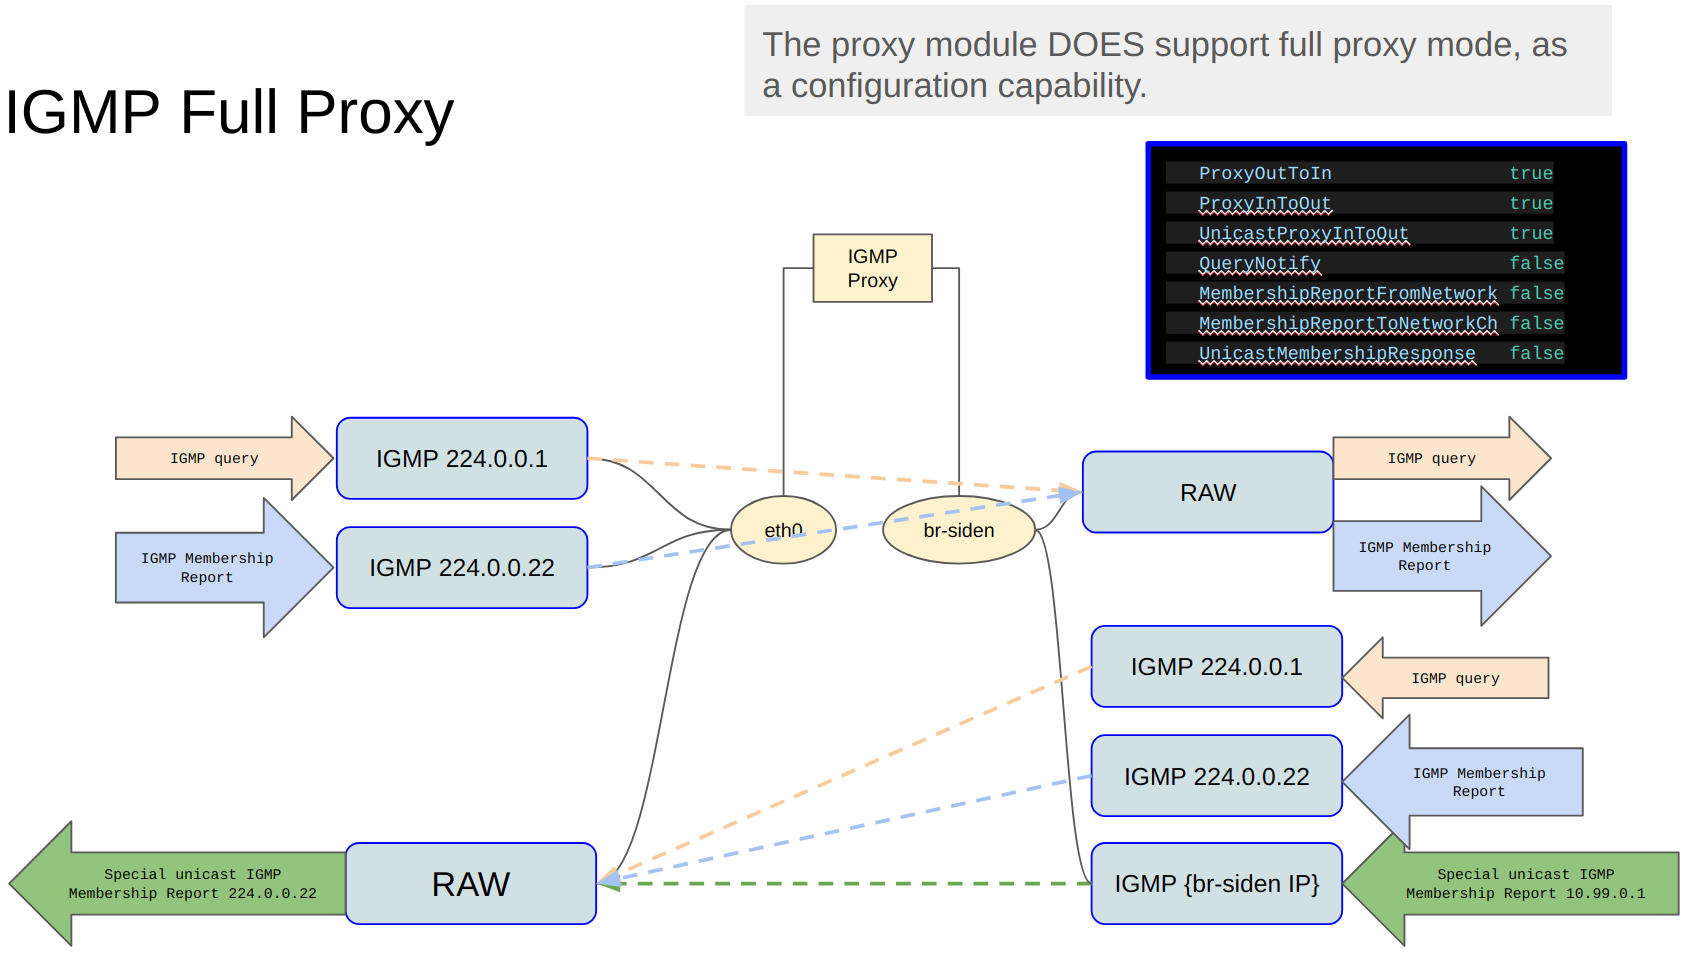 The proxy module DOES support full proxy mode, as
a configuration capability.
IGMP Full Proxy
ProxyOutToIn true
ProxyInToOut true
UnicastProxyInToOut true
QueryNotify false
MembershipReportFromNetwork false
MembershipReportToNetworkCh false
UnicastMembershipResponse false
IGMP
Proxy
IGMP query
IGMP 224.0.0.1
IGMP Membership
Report
IGMP 224.0.0.22
eth0
br-siden
RAW
IGMP query
IGMP Membership
Report
IGMP 224.0.0.1
IGMP query
IGMP 224.0.0.22
IGMP Membership
Report
Special unicast IGMP
Membership Report 224.0.0.22
RAW
IGMP {br-siden IP}
Special unicast IGMP
Membership Report 10.99.0.1